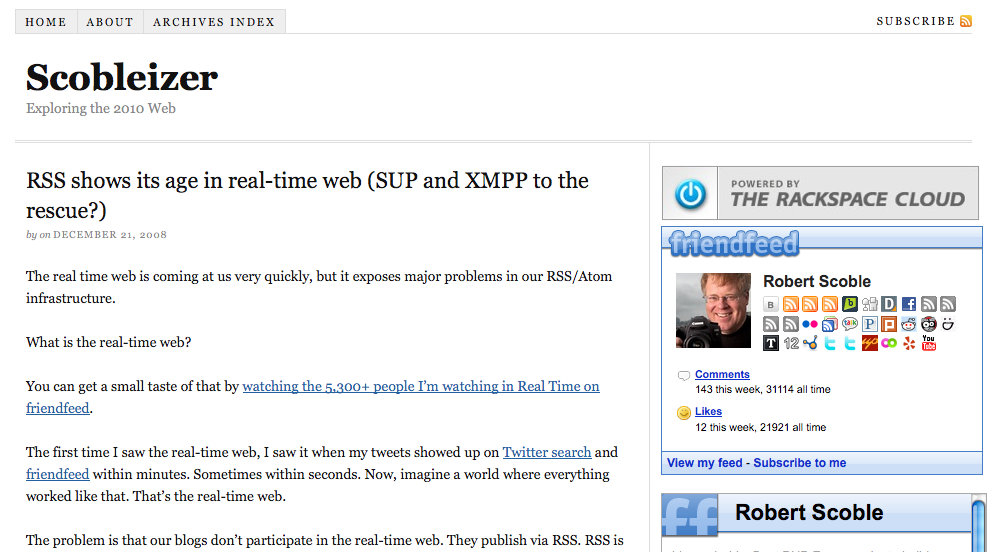 HOME ABOUT ARCHIVES INDEX SUBSCRIBE
Scobleizer
Exploring the 2010 Web
RSS shows its age in real-time web (SUP and XMPP to the
rescue?)
by on DECEMBER 21, 2008
The real time web is coming at us very quickly, but it exposes major problems in our RSS/Atom
infrastructure.
What is the real-time web?
You can get a small taste of that by watching the 5,300+ people I'm watching in Real Time on
friendfeed.
The first time I saw the real-time web, I saw it when my tweets showed up on Twitter search and
friendfeed within minutes. Sometimes within seconds. Now, imagine a world where everything
worked like that. That's the real-time web.
The problem is that our blogs don't participate in the real-time web. They publish via RSS. RSS is
POWERED BY
THE RACKSPACE CLOUD
friendfeed
Robert Scoble
Comments
143 this week, 31114 all time
Likes
12 this week, 21921 all time
View my feed - Subscribe to me
ff Robert Scoble